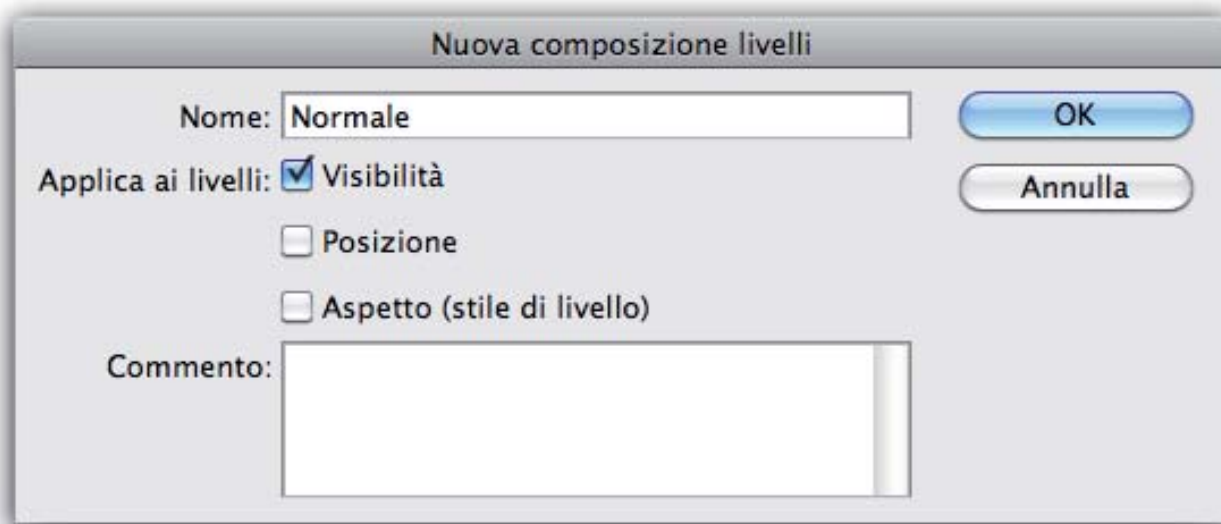 Nuova composizione livelli
Nome: Normale
OK
Applica ai livelli: Visibilità
Annulla
Posizione
Aspetto (stile di livello)
Commento: